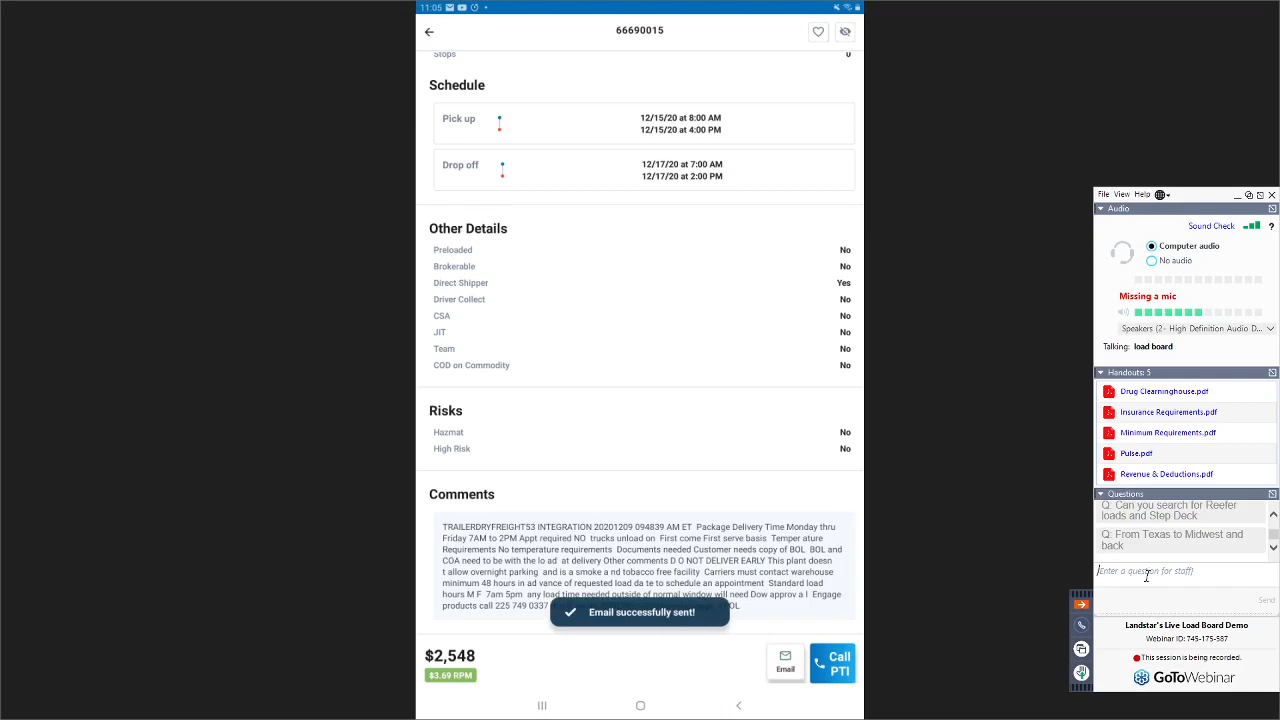 11:05
66690015
Stops 0
Schedule
Pick up
12/15/20 at 8:00 AM
12/15/20 at 4:00 PM
Drop off
12/17/20 at 7:00 AM
12/17/20 at 2:00 PM
Other Details
Preloaded No
Brokerable No
Direct Shipper Yes
Driver Collect No
CSA No
JIT No
Team No
COD on Commodity No
Risks
Hazmat No
High Risk No
Comments
TRAILERDRYFREIGHT53 INTEGRATION 20201209 094839 AM ET Package Delivery Time Monday thru
Friday 7AM to 2PM Appt required NO trucks unload on First come First serve basis Temper ature
Requirements No temperature requirements Documents needed Customer needs copy of BOL BOL and
COA need to be with the lo ad at delivery Other comments D O NOT DELIVER EARLY This plant doesn
t allow overnight parking and is a smoke a nd tobacco free facility Carriers must contact warehouse
minimum 48 hours in ad vance of requested load da te to schedule an appointment Standard load
hours M F 7am 5pm any load time needed outside of normal window will need Dow approv a l Engage
products call 225 749 0337 OL
Email successfully sent!
$2,548
$3.69 RPM
Email
Call
PTI
File View Help
Audio
Sound Check ?
Computer audio
No audio
Missing a mic
Speakers (2- High Definition Audio D...
Talking: load board
Handouts: 5
Drug Clearninghouse.pdf
Insurance Requirements.pdf
Minimum Requirements.pdf
Pulse.pdf
Revenue & Deductions.pdf
Questions
Q: Can you search for Reefer
loads and Step Deck
Q: From Texas to Midwest and
back
[Enter a question for staff]
Send
Landstar's Live Load Board Demo
Webinar ID: 745-175-587
This session is being recorded.
GoToWebinar